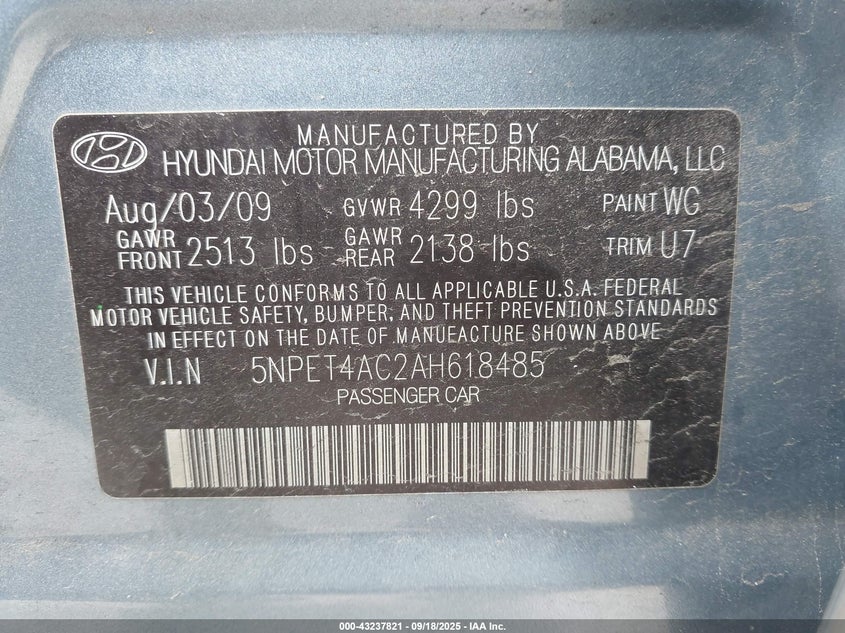 MANUFACTURED BY
HYUNDAI MOTOR MANUFACTURING ALABAMA, LLC
Aug/03/09 GVWR 4299 lbs PAINT WG
GAWR FRONT 2513 lbs GAWR REAR 2138 lbs TRIM U7
THIS VEHICLE CONFORMS TO ALL APPLICABLE U.S.A. FEDERAL
MOTOR VEHICLE SAFETY, BUMPER, AND THEFT PREVENTION STANDARDS
IN EFFECT ON THE DATE OF MANUFACTURE SHOWN ABOVE
V.I.N 5NPET4AC2AH618485
PASSENGER CAR
000-43237821 - 09/18/2025 - IAA Inc.